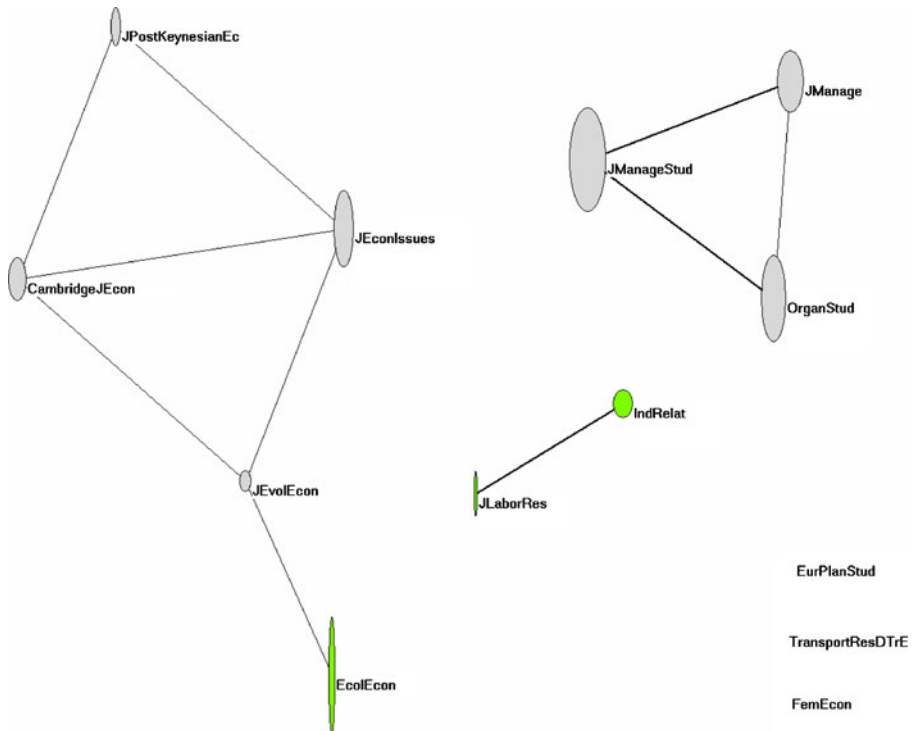 JPostKeynesianEc
JManage
JManageStud
JEconIssues
CambridgeJEcon
OrganStud
IndRelat
JEvolEcon
JLaborRes
EurPlanStud
TransportResDTrE
EcolEcon
FemEcon